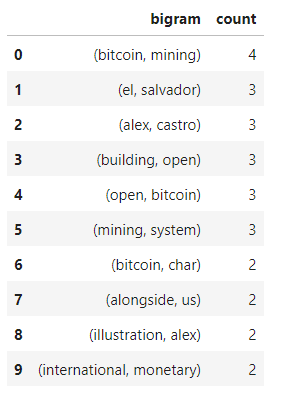 bigram count
0 (bitcoin, mining) 4
1 (el, salvador) 3
2 (alex, castro) 3
3 (building, open) 3
4 (open, bitcoin) 3
5 (mining, system) 3
6 (bitcoin, char) 2
7 (alongside, us) 2
8 (illustration, alex) 2
9 (international, monetary) 2